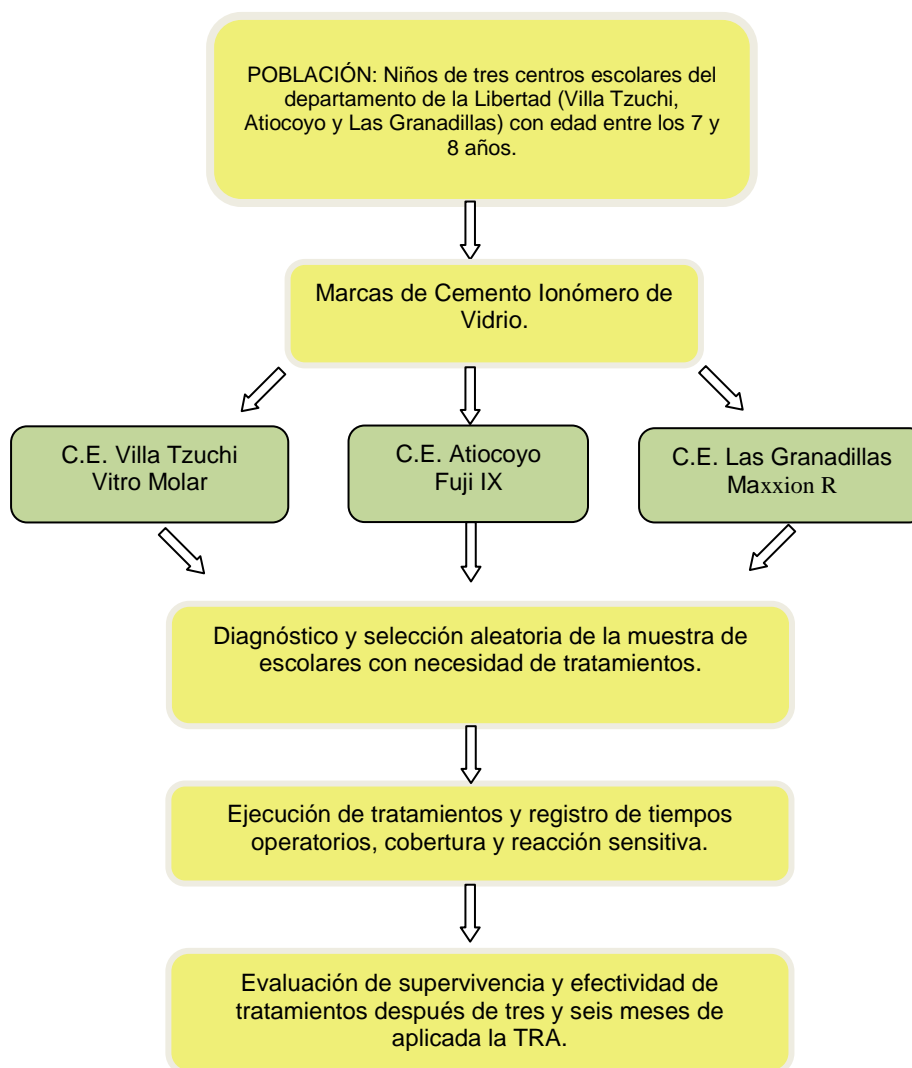 POBLACIÓN: Niños de tres centros escolares del
departamento de la Libertad (Villa Tzuchi,
Atiocoyo y Las Granadillas) con edad entre los 7 y
8 años.
Marcas de Cemento Ionómero de
Vidrio.
C.E. Villa Tzuchi
Vitro Molar
C.E. Atiocoyo
Fuji IX
C.E. Las Granadillas
Maxxion R
Diagnóstico y selección aleatoria de la muestra de
escolares con necesidad de tratamientos.
Ejecución de tratamientos y registro de tiempos
operatorios, cobertura y reacción sensitiva.
Evaluación de supervivencia y efectividad de
tratamientos después de tres y seis meses de
aplicada la TRA.